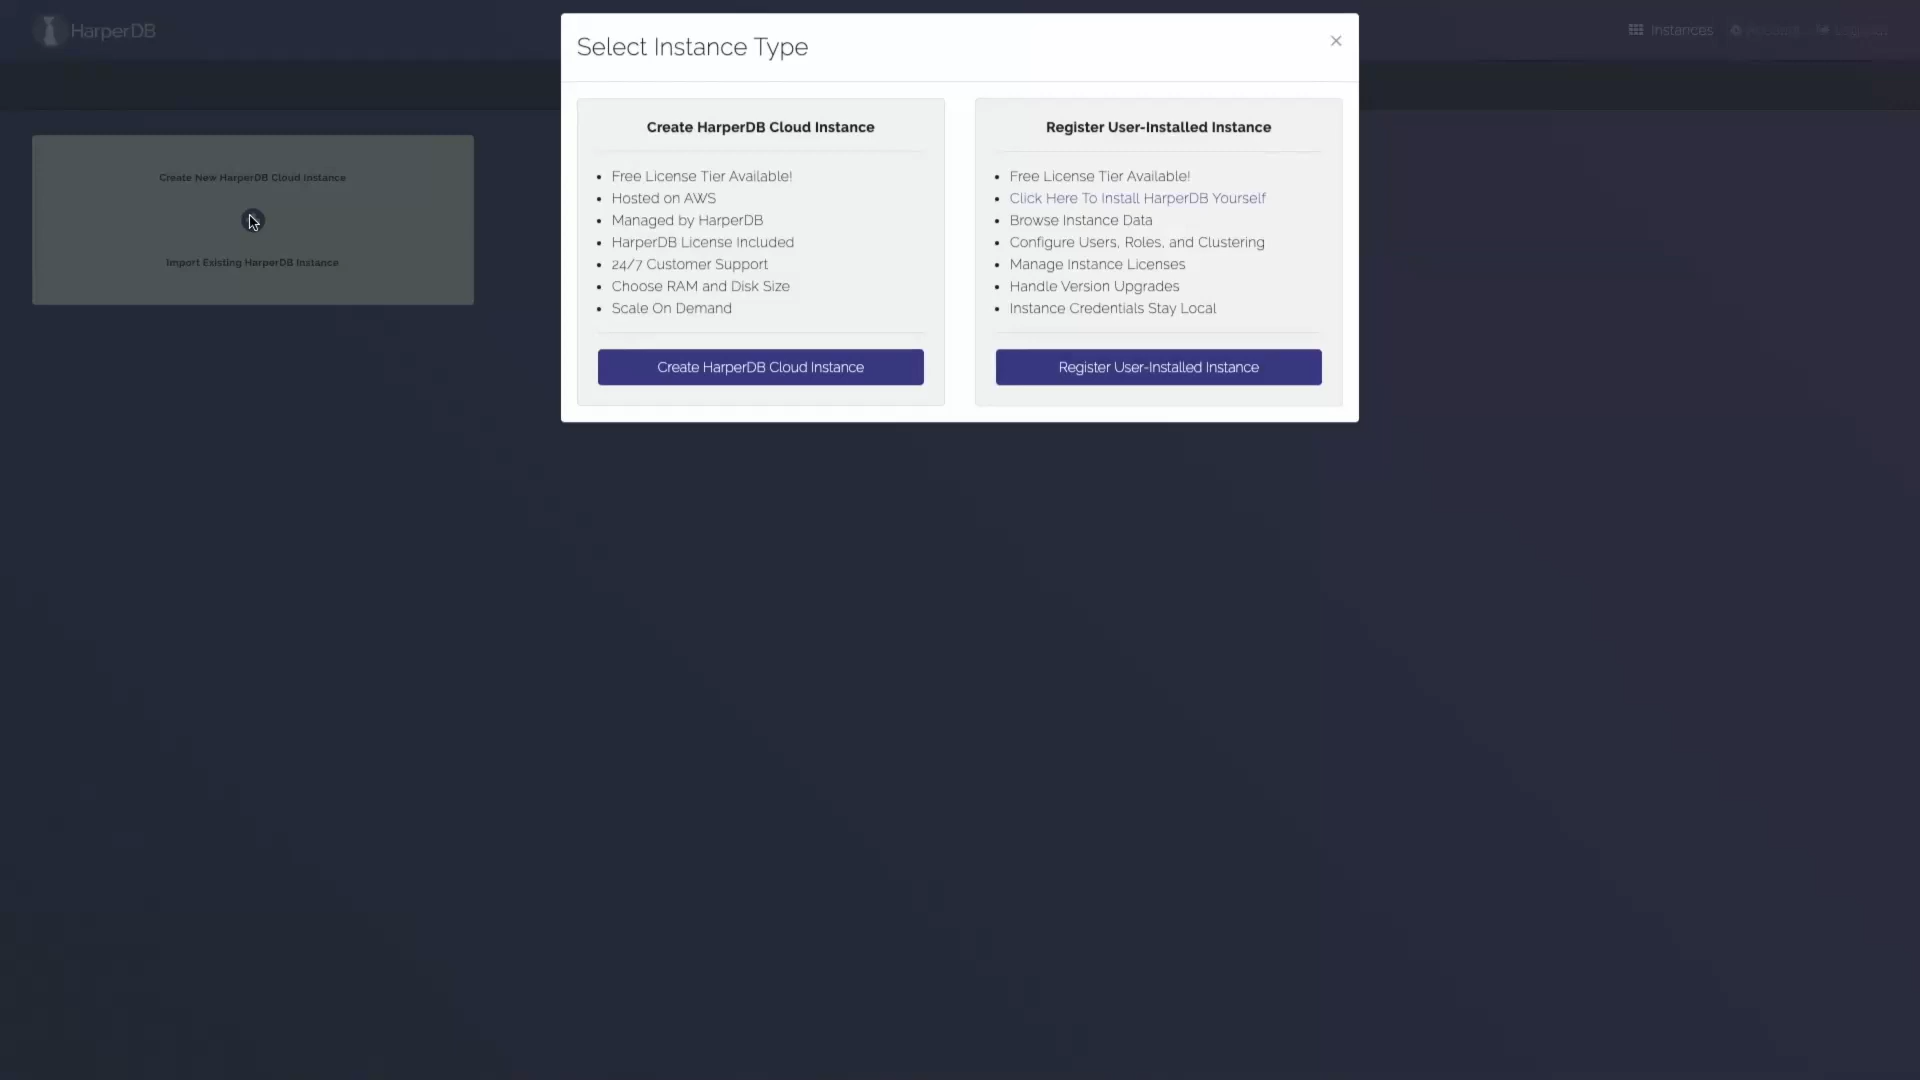 HarperDB
Instances
Account
Select Instance Type
×
Create New HarperDB Cloud Instance
Import Existing HarperDB Instance
Create HarperDB Cloud Instance
Free License Tier Available!
Hosted on AWS
Managed by HarperDB
HarperDB License Included
24/7 Customer Support
Choose RAM and Disk Size
Scale On Demand
Create HarperDB Cloud Instance
Register User-Installed Instance
Free License Tier Available!
Click Here To Install HarperDB Yourself
Browse Instance Data
Configure Users, Roles, and Clustering
Manage Instance Licenses
Handle Version Upgrades
Instance Credentials Stay Local
Register User-Installed Instance